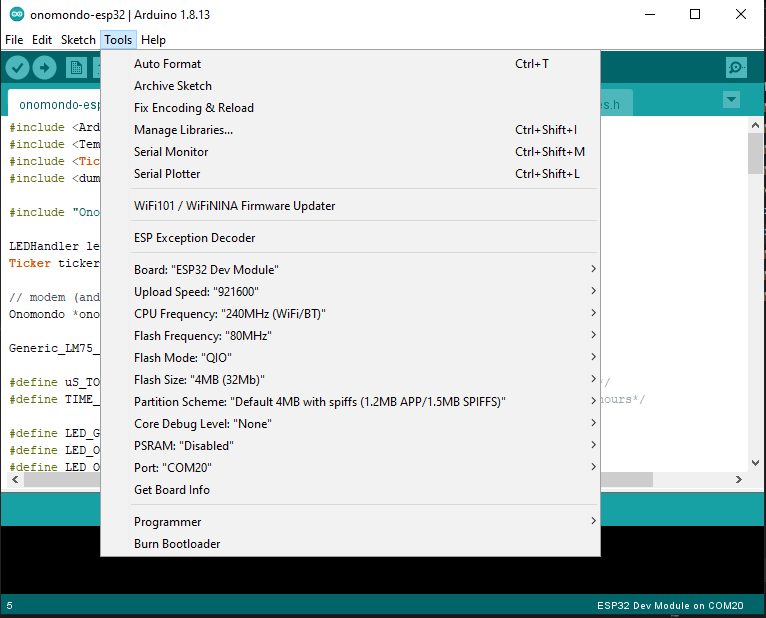 onomondo-esp32 | Arduino 1.8.13
File Edit Sketch Tools Help
Auto Format Ctrl+T
Archive Sketch
Fix Encoding & Reload
Manage Libraries... Ctrl+Shift+I
Serial Monitor Ctrl+Shift+M
Serial Plotter Ctrl+Shift+L
WiFi101 / WiFiNINA Firmware Updater
ESP Exception Decoder
Board: "ESP32 Dev Module"
Upload Speed: "921600"
CPU Frequency: "240MHz (WiFi/BT)"
Flash Frequency: "80MHz"
Flash Mode: "QIO"
Flash Size: "4MB (32Mb)"
Partition Scheme: "Default 4MB with spiffs (1.2MB APP/1.5MB SPIFFS)"
Core Debug Level: "None"
PSRAM: "Disabled"
Port: "COM20"
Get Board Info
Programmer
Burn Bootloader
onomondo-esp
s.h
#include <Ard
#include <Tem
#include <Tic
#include <dum
#include "Ono
LEDHandler le
Ticker ticker
// modem (and
Onomondo *ono
Generic_LM75_
#define uS_TO */
#define TIME_ hours*/
#define LED_G
#define LED_O
#define LED_O
5 ESP32 Dev Module on COM20